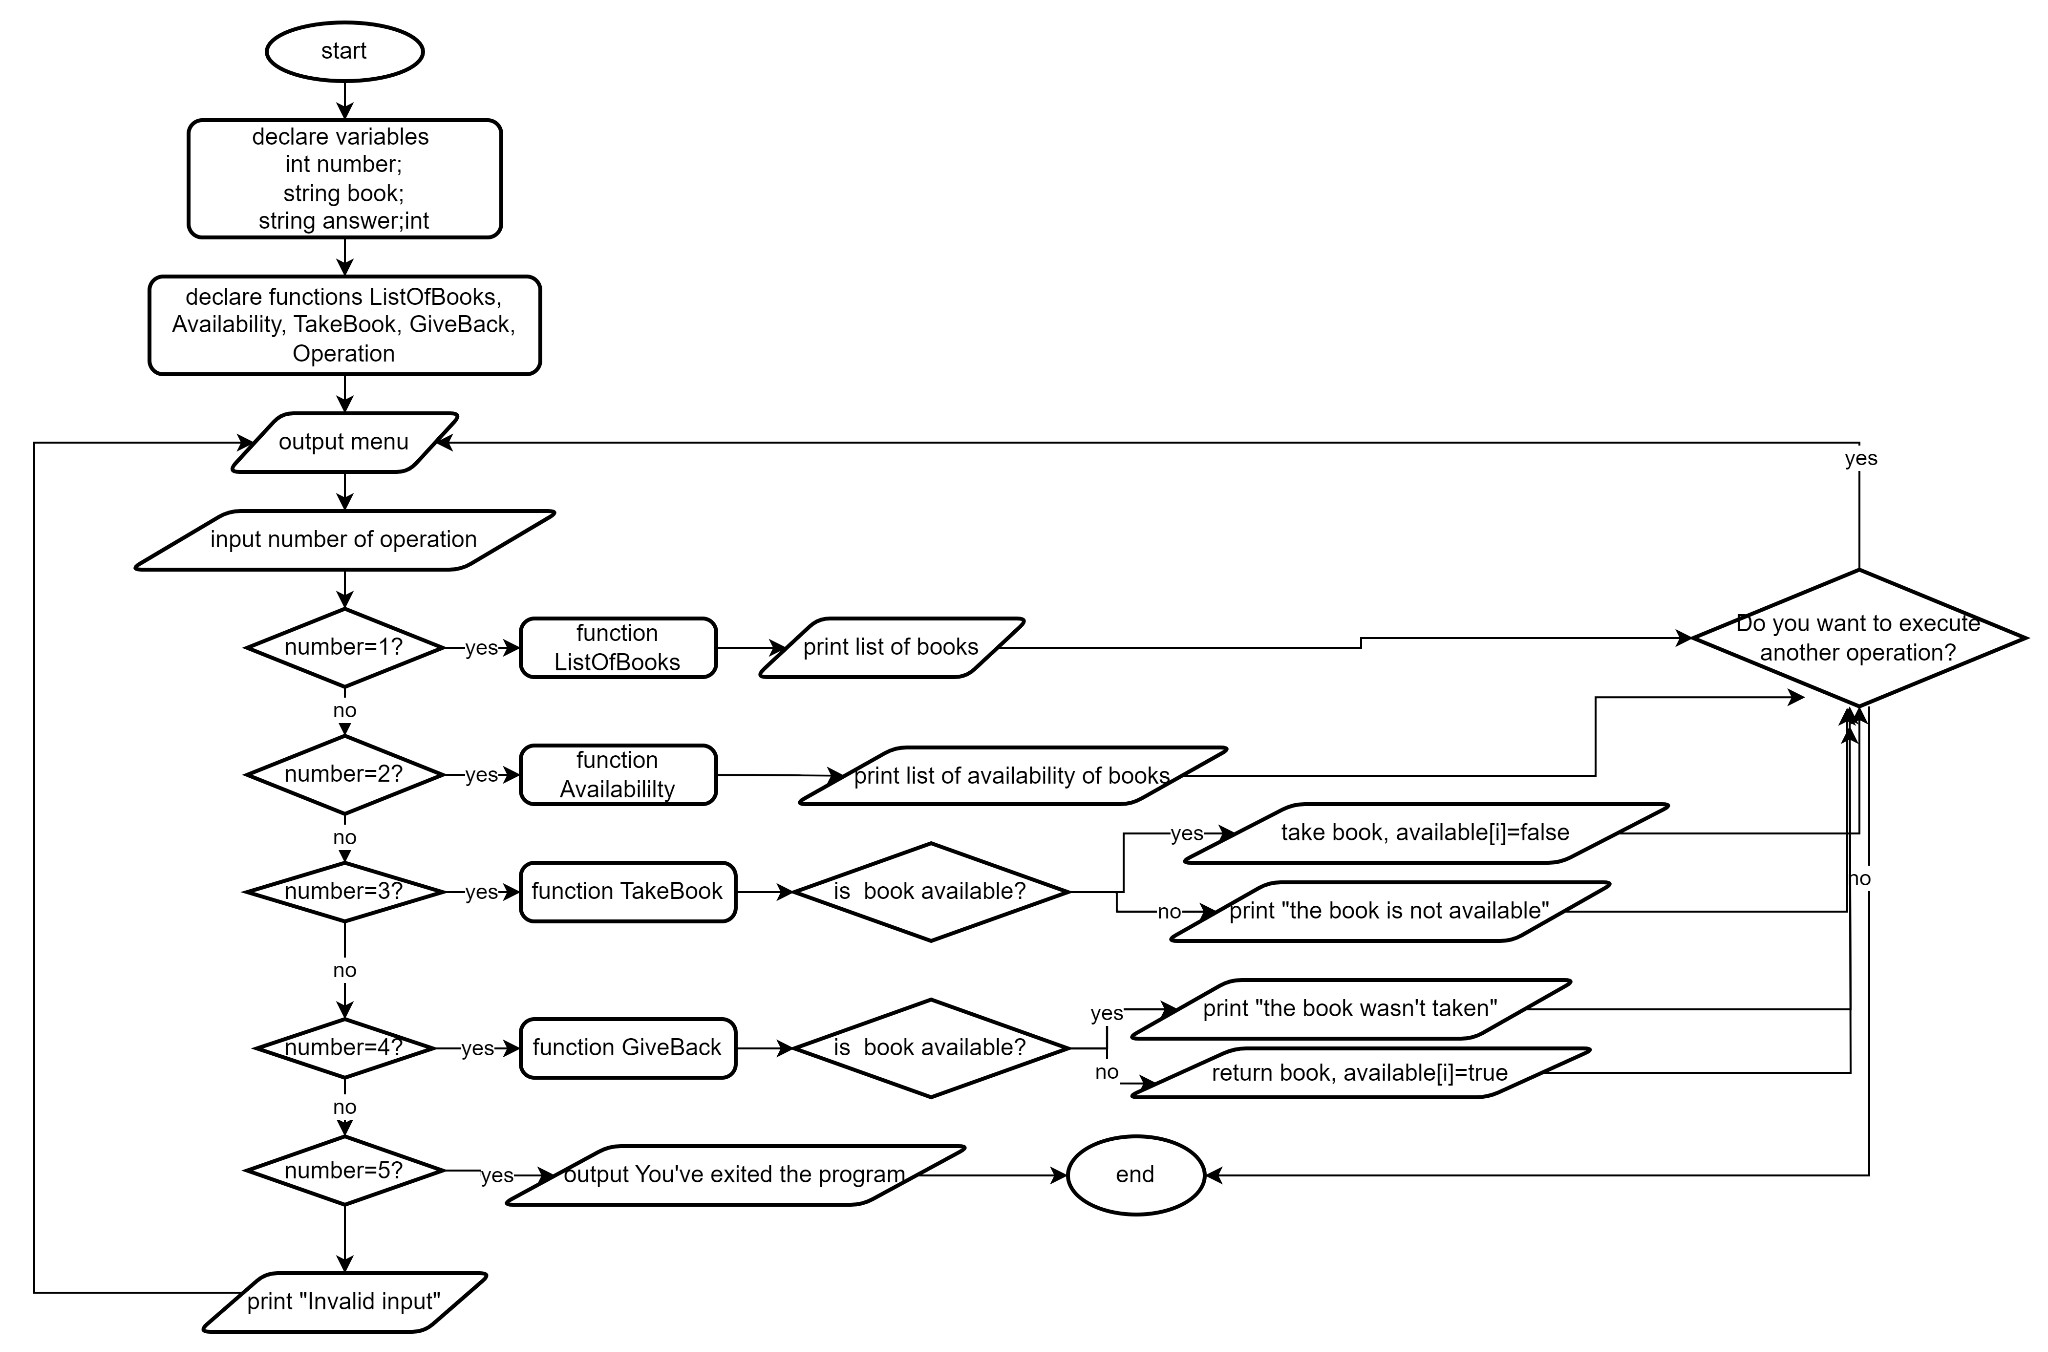 start
declare variables
int number;
string book;
string answer;int
declare functions ListOfBooks,
Availability, TakeBook, GiveBack,
Operation
output menu
yes
input number of operation
Do you want to execute
another operation?
number=1?
yes
function
ListOfBooks
print list of books
no
number=2?
yes
function
Availabililty
print list of availability of books
no
yes
take book, available[i]=false
number=3?
yes
function TakeBook
is  book available?
no
no
print "the book is not available"
no
yes
print "the book wasn't taken"
number=4?
yes
function GiveBack
is  book available?
no
return book, available[i]=true
no
number=5?
yes
output You've exited the program
end
print "Invalid input"